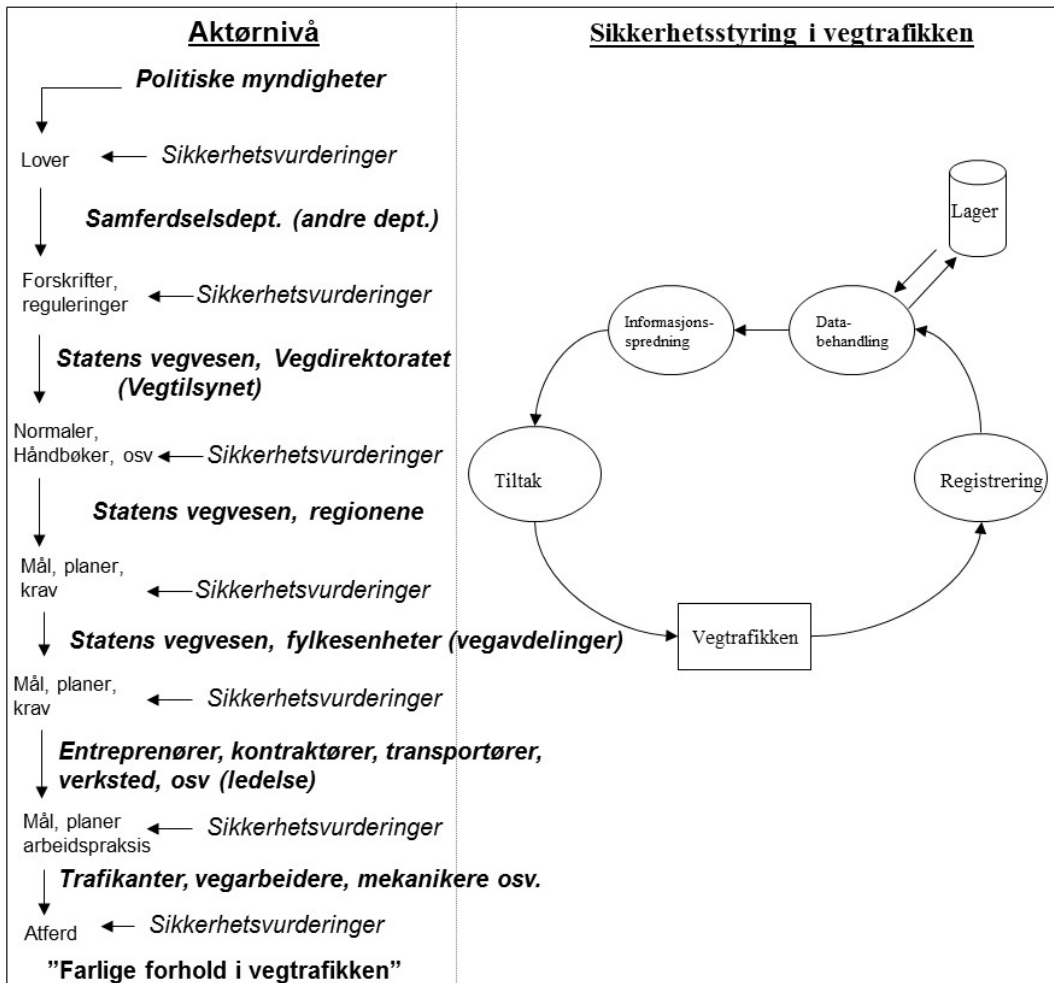 Aktørnivå
Politiske myndigheter
Lover
Sikkerhetsvurderinger
Samferdselsdept. (andre dept.)
Forskrifter,
reguleringer
Sikkerhetsvurderinger
Statens vegvesen, Vegdirektoratet
(Vegtilsynet)
Normaler,
Håndbøker, osv
Sikkerhetsvurderinger
Statens vegvesen, regionene
Mål, planer,
krav
Sikkerhetsvurderinger
Statens vegvesen, fylkesenheter (vegavdelinger)
Mål, planer,
krav
Sikkerhetsvurderinger
Entreprenører, kontraktører, transportører,
verksted, osv (ledelse)
Mål, planer
arbeidspraksis
Sikkerhetsvurderinger
Trafikanter, vegarbeidere, mekanikere osv.
Atferd
Sikkerhetsvurderinger
”Farlige forhold i vegtrafikken”
Sikkerhetsstyring i vegtrafikken
Lager
Informasjons-
spredning
Data-
behandling
Tiltak
Registrering
Vegtrafikken